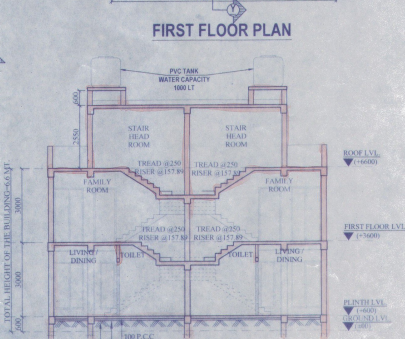 Y
FIRST FLOOR PLAN
PVC TANK
WATER CAPACITY
1000 LT
600
STAIR
HEAD
ROOM
STAIR
HEAD
ROOM
2550
TREAD @250
RISER @157.89
TREAD @250
RISER @157.89
ROOF LVL.
(+6600)
FAMILY
ROOM
FAMILY
ROOM
TOTAL HEIGHT OF THE BUILDING=6.6 MT.
3000
TREAD @250
RISER @157.89
TREAD @250
RISER @157.89
FIRST FLOOR LVL.
(+3600)
LIVING /
DINING
TOILET
TOILET
LIVING /
DINING
3000
PLINTH LVL.
(+600)
GROUND LVL.
600
100 P.C.C